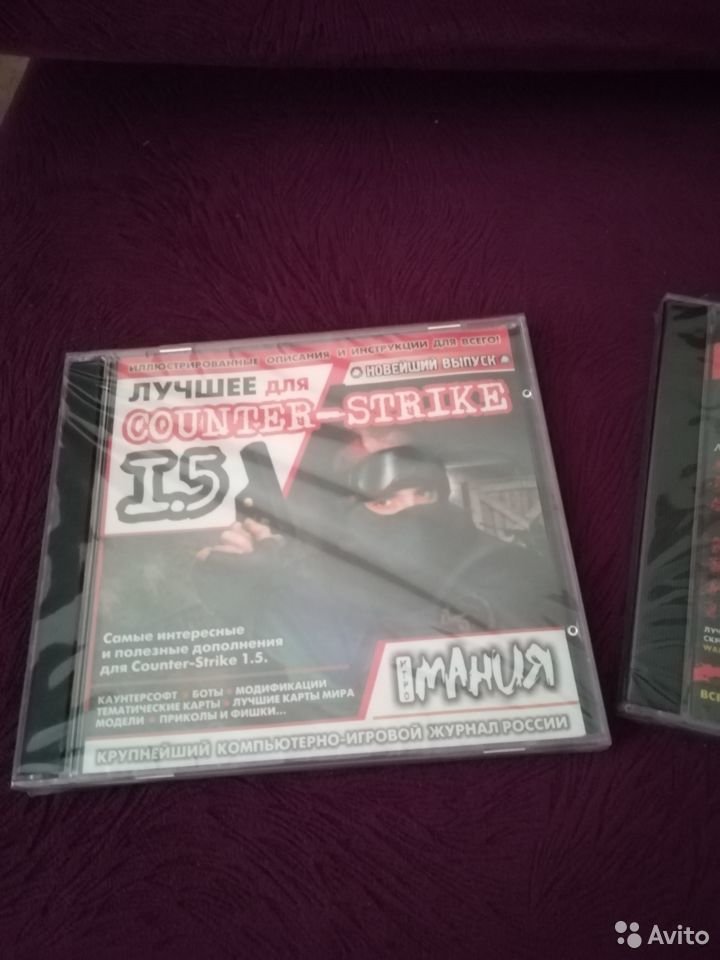 ИЛЛЮСТРИРОВАННЫЕ ОПИСАНИЯ И ИНСТРУКЦИИ ДЛЯ ВСЕГО!
НОВЕЙШИЙ ВЫПУСК
ЛУЧШЕЕ ДЛЯ
COUNTER-STRIKE
1.5
Самые интересные
и полезные дополнения
для Counter-Strike 1.5.
ИГРО
МАНИЯ
КАУНТЕРСОФТ БОТЫ МОДИФИКАЦИИ
ТЕМАТИЧЕСКИЕ КАРТЫ ЛУЧШИЕ КАРТЫ МИРА
МОДЕЛИ ПРИКОЛЫ И ФИШКИ...
КРУПНЕЙШИЙ КОМПЬЮТЕРНО-ИГРОВОЙ ЖУРНАЛ РОССИИ
Avito